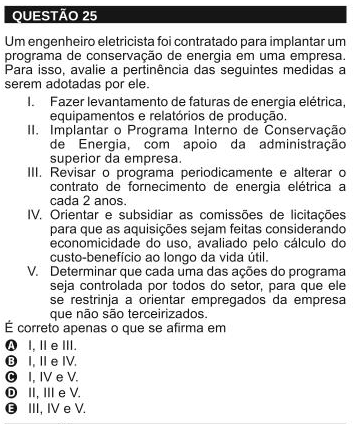 QUESTÃO 25
Um engenheiro eletricista foi contratado para implantar um
programa de conservação de energia em uma empresa.
Para isso, avalie a pertinência das seguintes medidas a
serem adotadas por ele.
I. Fazer levantamento de faturas de energia elétrica,
equipamentos e relatórios de produção.
II. Implantar o Programa Interno de Conservação
de Energia, com apoio da administração
superior da empresa.
III. Revisar o programa periodicamente e alterar o
contrato de fornecimento de energia elétrica a
cada 2 anos.
IV. Orientar e subsidiar as comissões de licitações
para que as aquisições sejam feitas considerando
economicidade do uso, avaliado pelo cálculo do
custo-benefício ao longo da vida útil.
V. Determinar que cada uma das ações do programa
seja controlada por todos do setor, para que ele
se restrinja a orientar empregados da empresa
que não são terceirizados.
É correto apenas o que se afirma em
A I, II e III.
B I, II e IV.
C I, IV e V.
D II, III e V.
E III, IV e V.